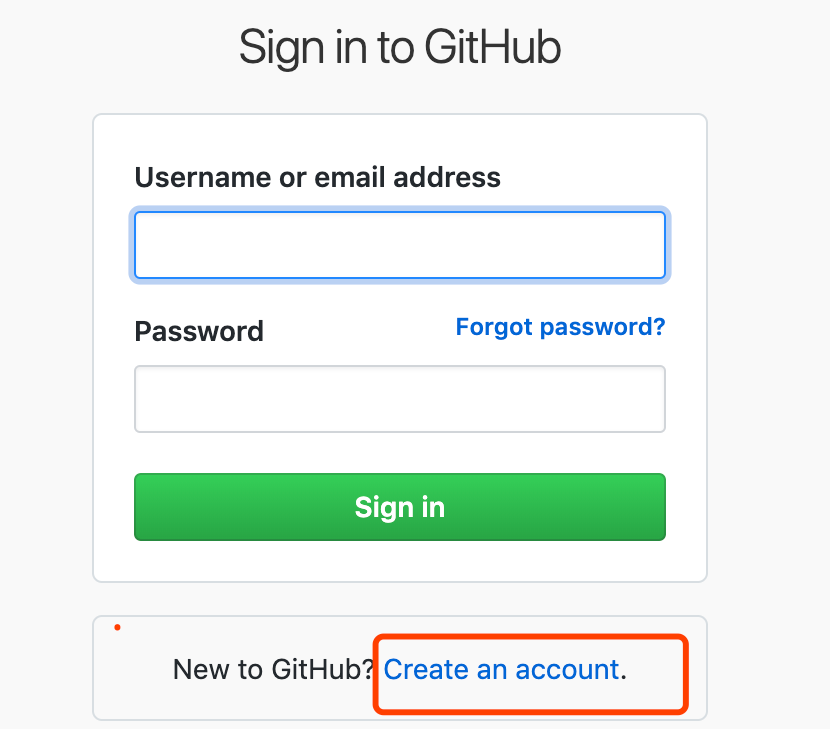 Sign in to GitHub
Username or email address
Password Forgot password?
Sign in
New to GitHub? Create an account.